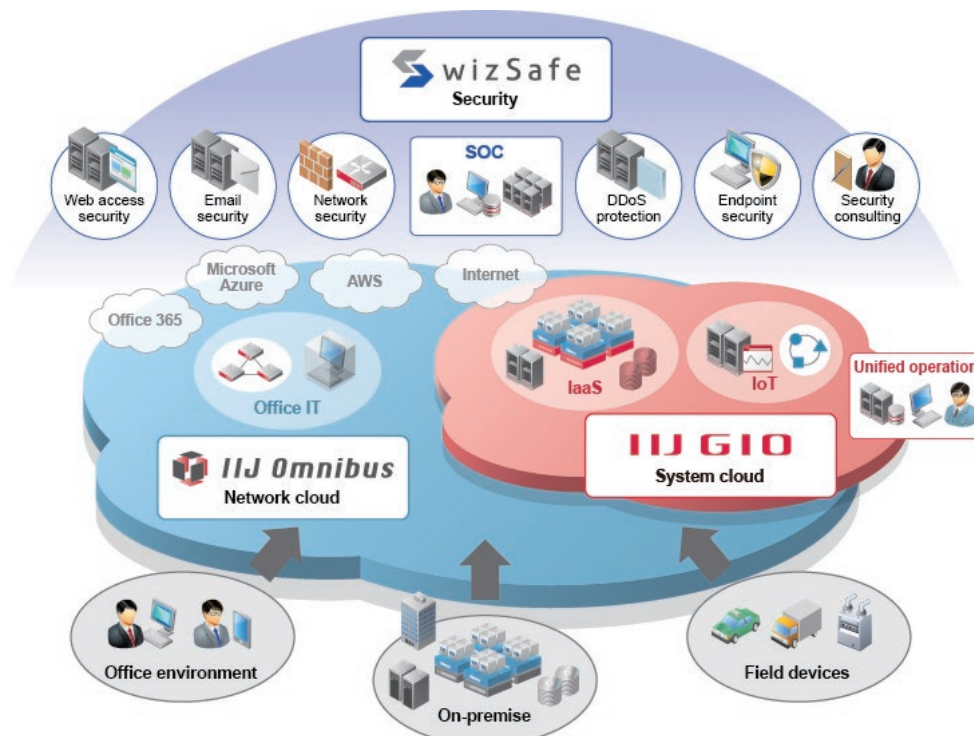 wizSafe
Security
Web access
security
Email
security
Network
security
SOC
DDoS
protection
Endpoint
security
Security
consulting
Office 365
Microsoft
Azure
AWS
Internet
Office IT
IaaS
IoT
Unified operation
IIJ Omnibus
Network cloud
IIJ GIO
System cloud
Office environment
On-premise
Field devices